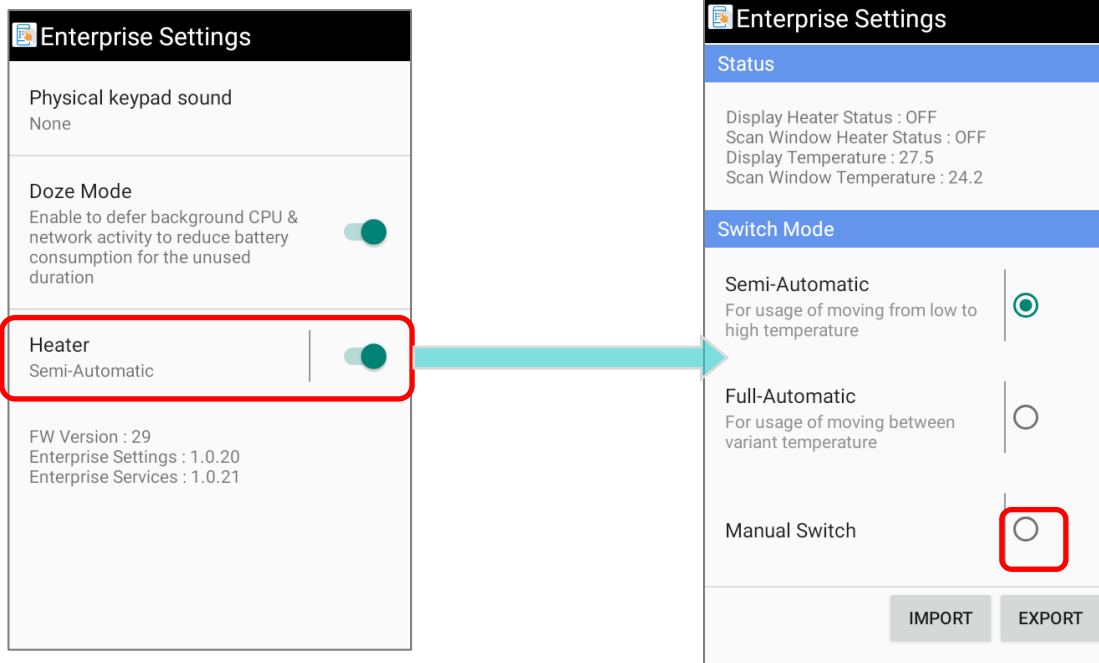 Enterprise Settings
Physical keypad sound
None
Doze Mode
Enable to defer background CPU &
network activity to reduce battery
consumption for the unused
duration
Heater
Semi-Automatic
FW Version : 29
Enterprise Settings : 1.0.20
Enterprise Services : 1.0.21
Enterprise Settings
Status
Display Heater Status : OFF
Scan Window Heater Status : OFF
Display Temperature : 27.5
Scan Window Temperature : 24.2
Switch Mode
Semi-Automatic
For usage of moving from low to
high temperature
Full-Automatic
For usage of moving between
variant temperature
Manual Switch
IMPORT EXPORT